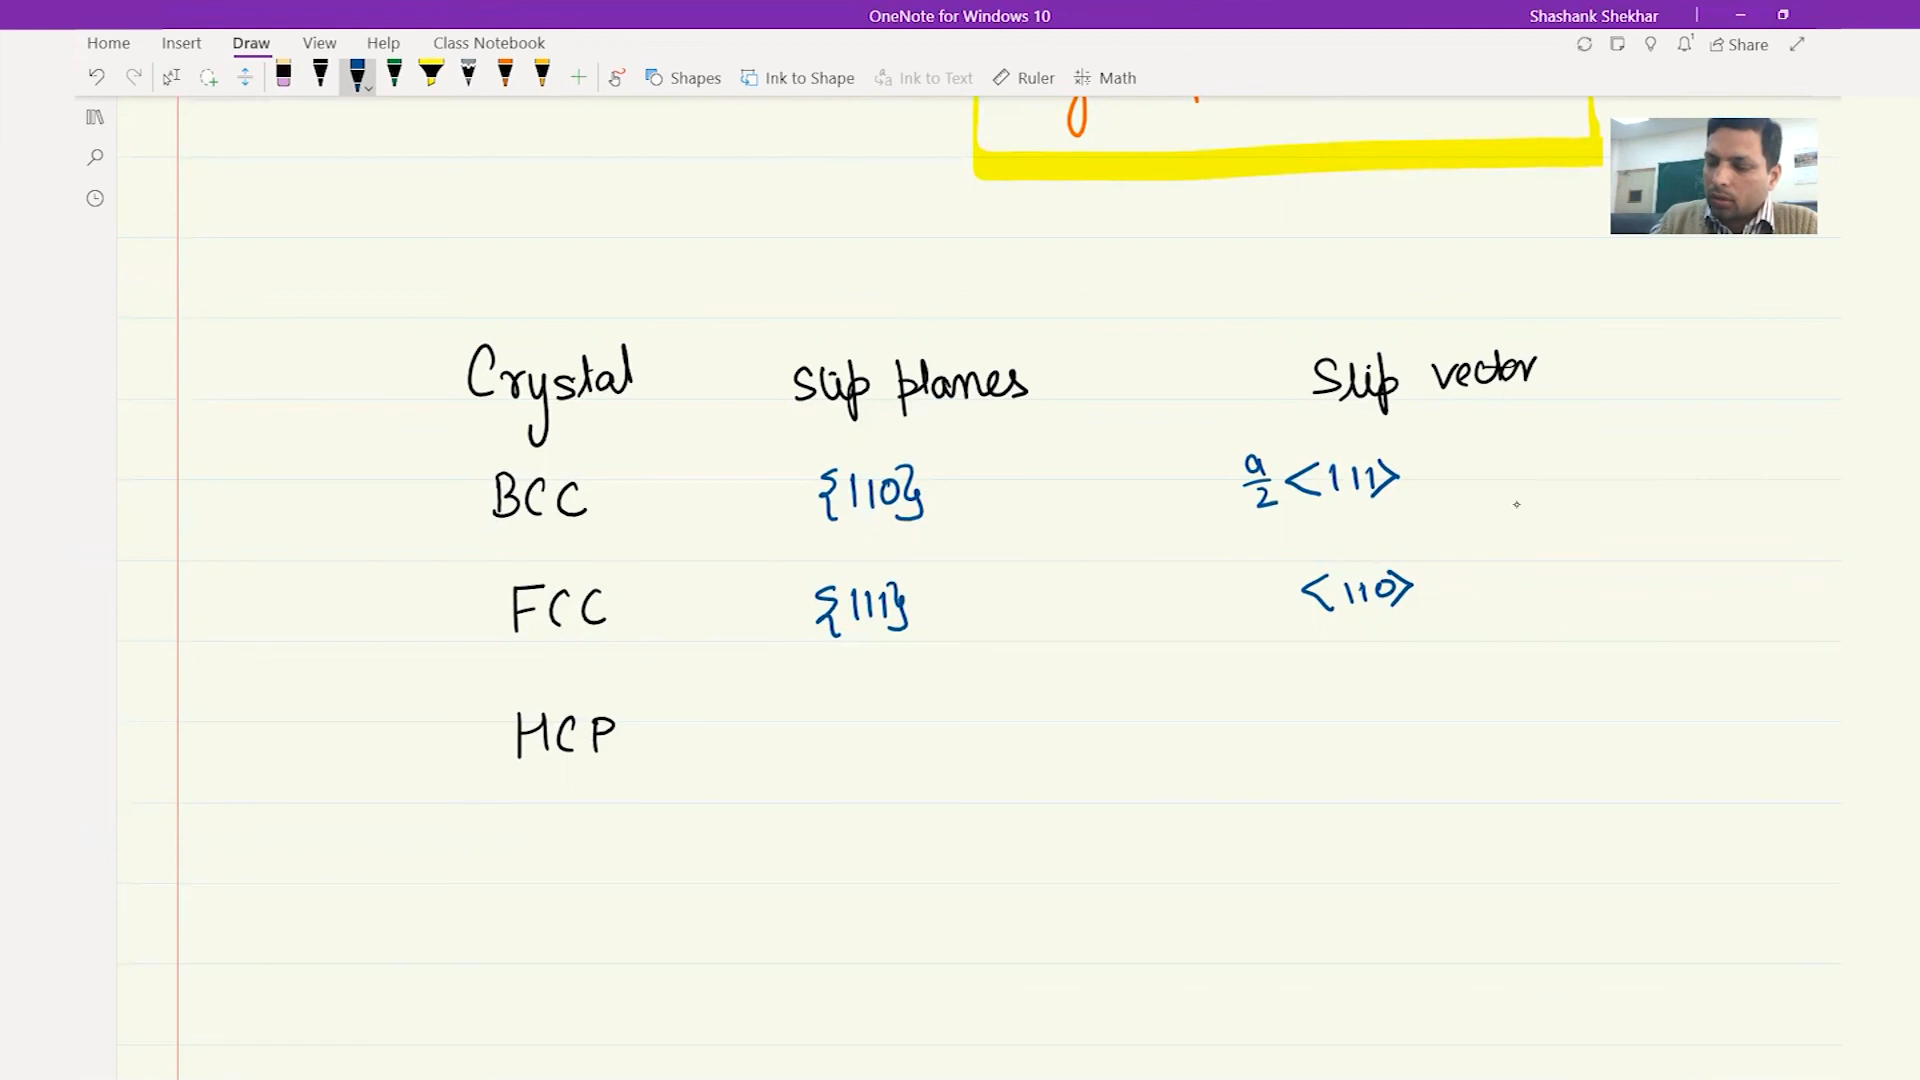 OneNote for Windows 10
Shashank Shekhar
Home Insert Draw View Help Class Notebook
Share
Shapes Ink to Shape Ink to Text Ruler Math
Crystal Slip planes Slip vector
BCC {110} a/2 <111>
FCC {111} <110>
HCP